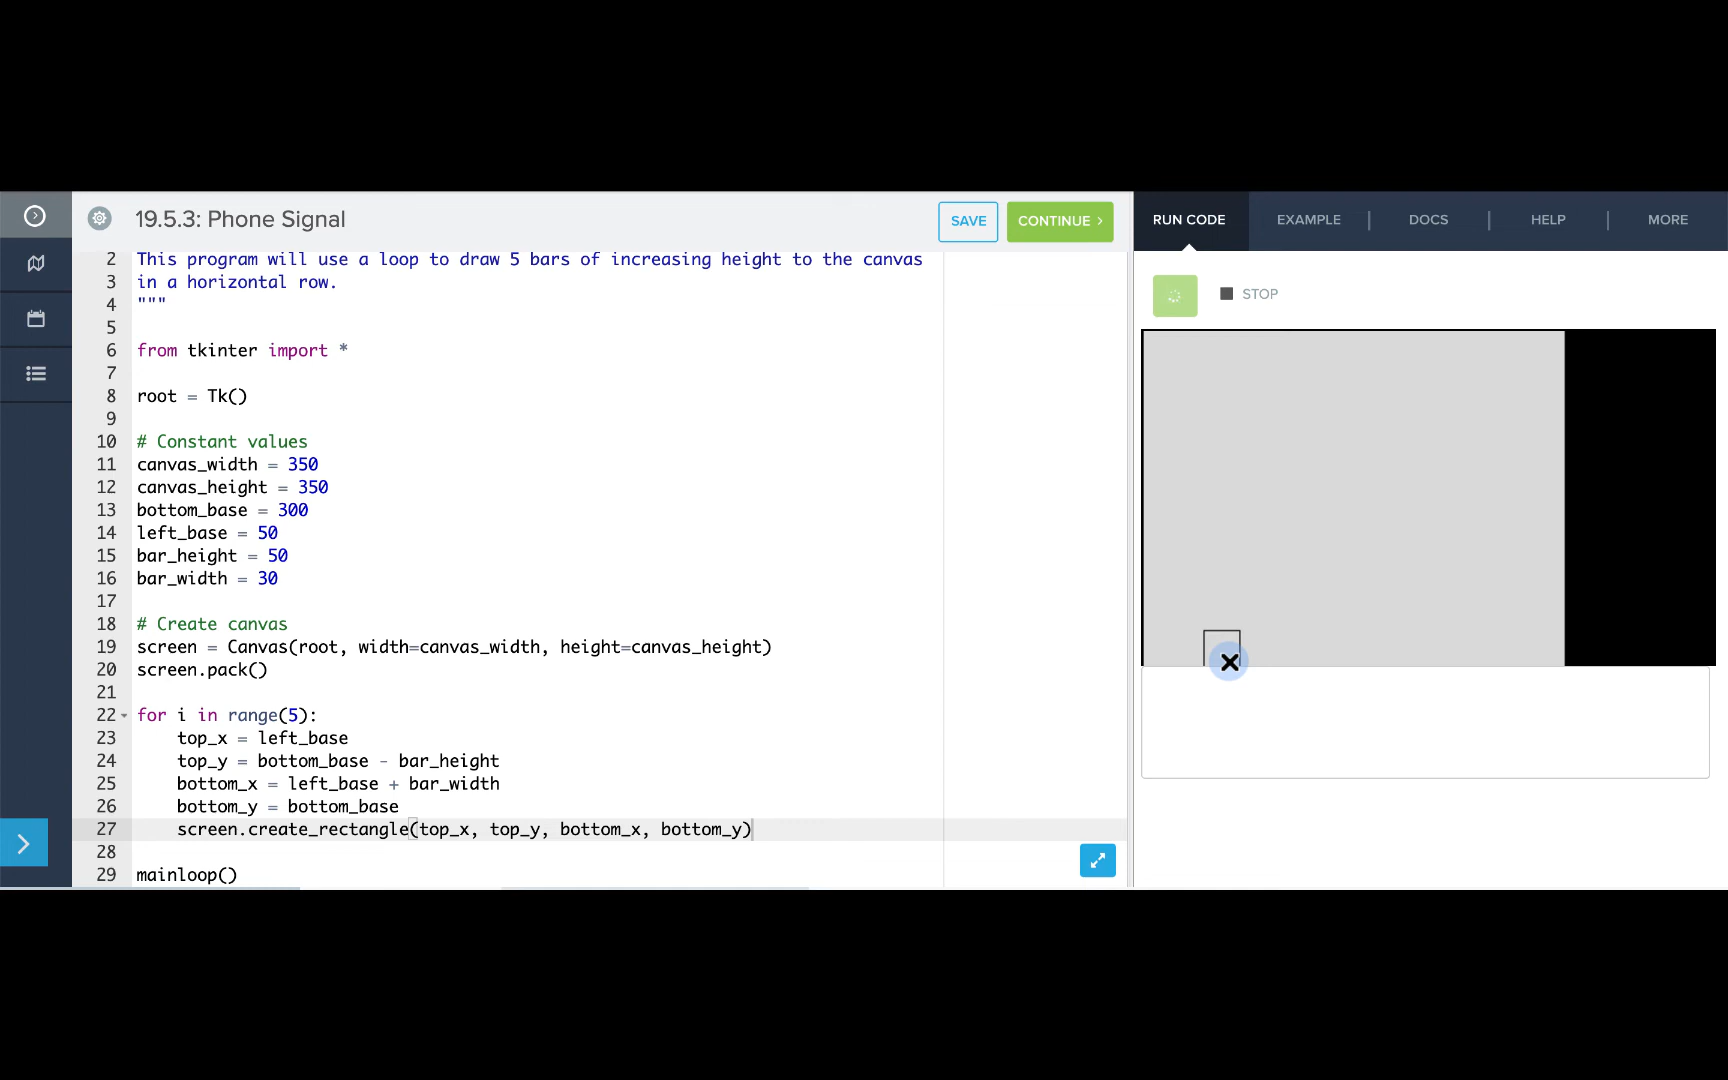 19.5.3: Phone Signal
SAVE
CONTINUE >
RUN CODE
EXAMPLE
DOCS
HELP
MORE
STOP
2 This program will use a loop to draw 5 bars of increasing height to the canvas
3 in a horizontal row.
4 """
5
6 from tkinter import *
7
8 root = Tk()
9
10 # Constant values
11 canvas_width = 350
12 canvas_height = 350
13 bottom_base = 300
14 left_base = 50
15 bar_height = 50
16 bar_width = 30
17
18 # Create canvas
19 screen = Canvas(root, width=canvas_width, height=canvas_height)
20 screen.pack()
21
22 for i in range(5):
23 top_x = left_base
24 top_y = bottom_base - bar_height
25 bottom_x = left_base + bar_width
26 bottom_y = bottom_base
27 screen.create_rectangle(top_x, top_y, bottom_x, bottom_y)
28
29 mainloop()